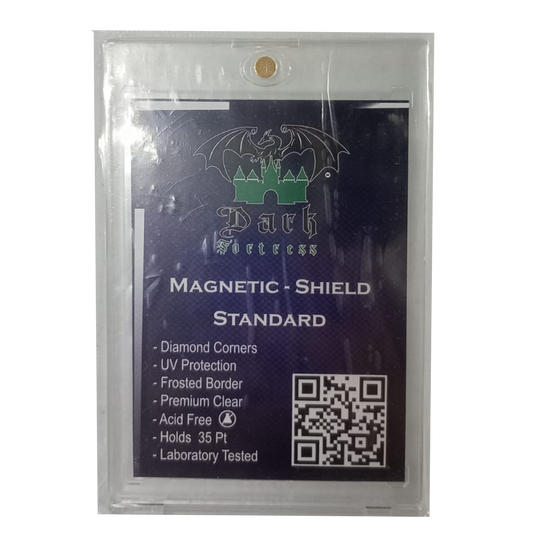 Dark
Fortress
MAGNETIC - SHIELD
STANDARD
- Diamond Corners
- UV Protection
- Frosted Border
- Premium Clear
- Acid Free
- Holds 35 Pt
- Laboratory Tested